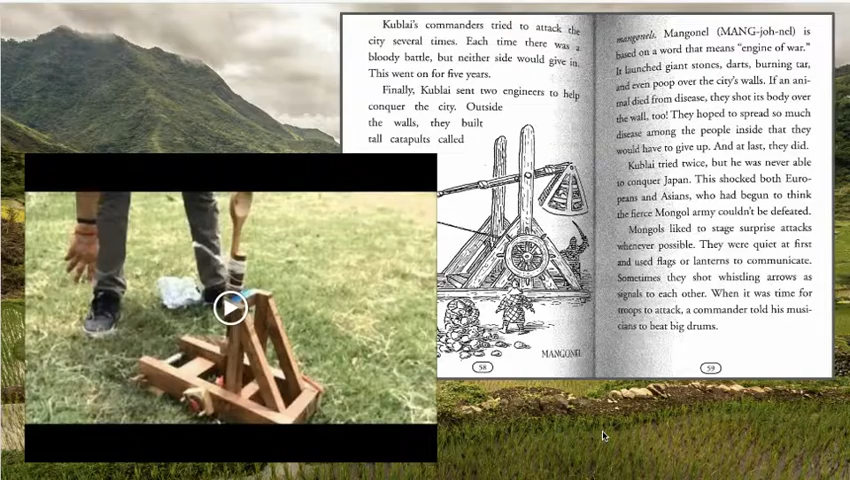 Kublai's commanders tried to attack the
city several times. Each time there was a
bloody battle, but neither side would give in.
This went on for five years.
Finally, Kublai sent two engineers to help
conquer the city. Outside
the walls, they built
tall catapults called
MANGONEL
58
mangonels. Mangonel (MANG-joh-nel) is
based on a word that means "engine of war."
It launched giant stones, darts, burning tar,
and even poop over the city's walls. If an ani-
mal died from disease, they shot its body over
the wall, too! They hoped to spread so much
disease among the people inside that they
would have to give up. And at last, they did.
Kublai tried twice, but he was never able
to conquer Japan. This shocked both Euro-
peans and Asians, who had begun to think
the fierce Mongol army couldn't be defeated.
Mongols liked to stage surprise attacks
whenever possible. They were quiet at first
and used flags or lanterns to communicate.
Sometimes they shot whistling arrows as
signals to each other. When it was time for
troops to attack, a commander told his musi-
cians to beat big drums.
59